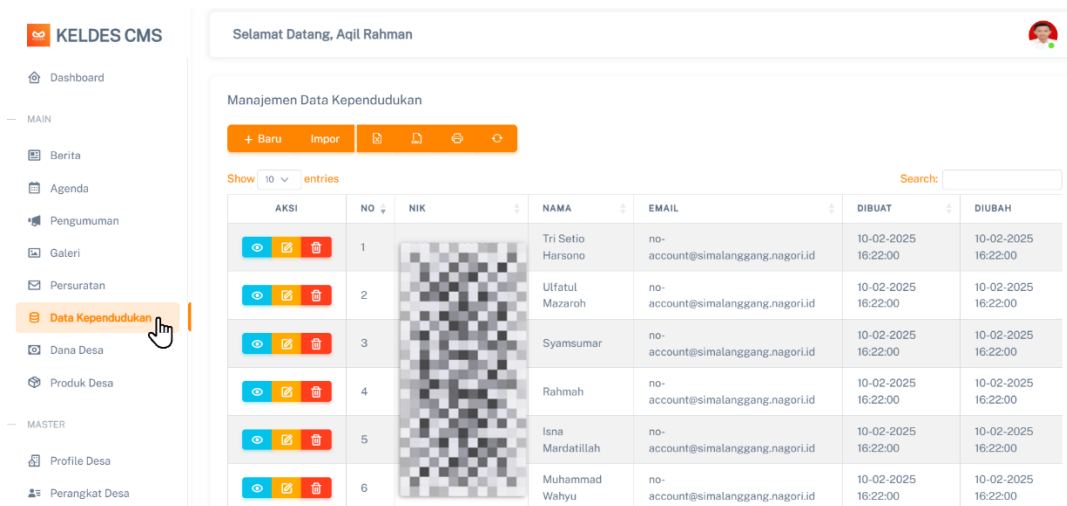 KELDES CMS
Selamat Datang, Aqil Rahman
Dashboard
MAIN
Berita
Agenda
Pengumuman
Galeri
Persuratan
Data Kependudukan
Dana Desa
Produk Desa
MASTER
Profile Desa
Perangkat Desa
Manajemen Data Kependudukan
+ Baru Impor
Show 10 entries Search:
AKSI NO NIK NAMA EMAIL DIBUAT DIUBAH
1 Tri Setio Harsono no-account@simalanggang.nagori.id 10-02-2025 16:22:00 10-02-2025 16:22:00
2 Ulfatul Mazaroh no-account@simalanggang.nagori.id 10-02-2025 16:22:00 10-02-2025 16:22:00
3 Syamsumar no-account@simalanggang.nagori.id 10-02-2025 16:22:00 10-02-2025 16:22:00
4 Rahmah no-account@simalanggang.nagori.id 10-02-2025 16:22:00 10-02-2025 16:22:00
5 Isna Mardatillah no-account@simalanggang.nagori.id 10-02-2025 16:22:00 10-02-2025 16:22:00
6 Muhammad Wahyu no-account@simalanggang.nagori.id 10-02-2025 16:22:00 10-02-2025 16:22:00